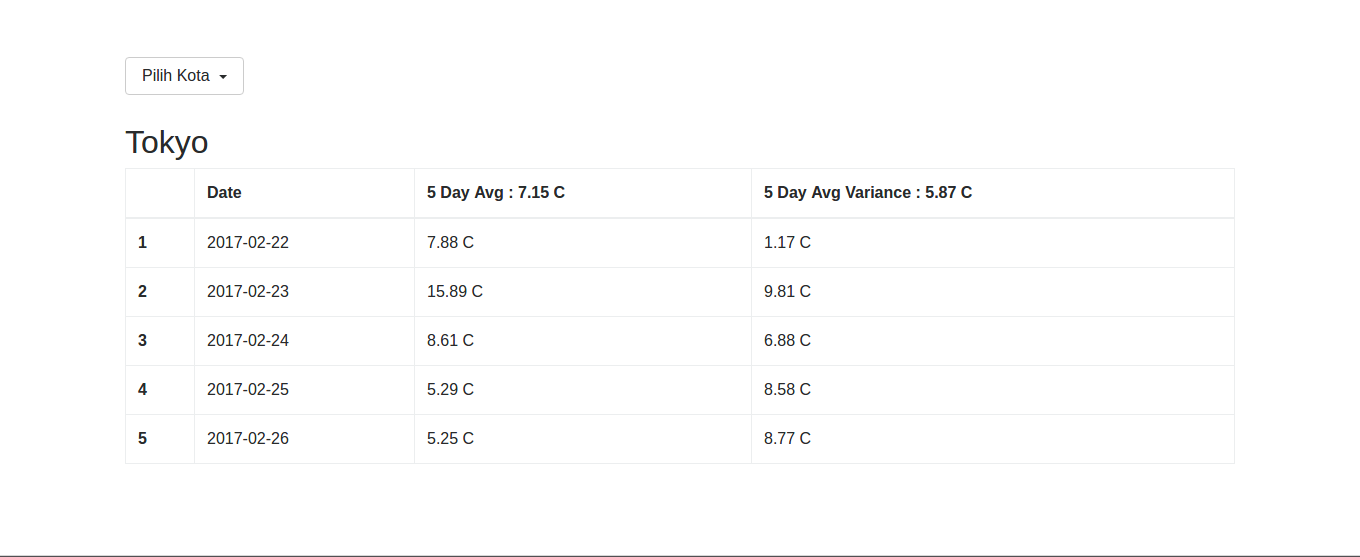 Pilih Kota
Tokyo
Date 5 Day Avg : 7.15 C 5 Day Avg Variance : 5.87 C
1 2017-02-22 7.88 C 1.17 C
2 2017-02-23 15.89 C 9.81 C
3 2017-02-24 8.61 C 6.88 C
4 2017-02-25 5.29 C 8.58 C
5 2017-02-26 5.25 C 8.77 C